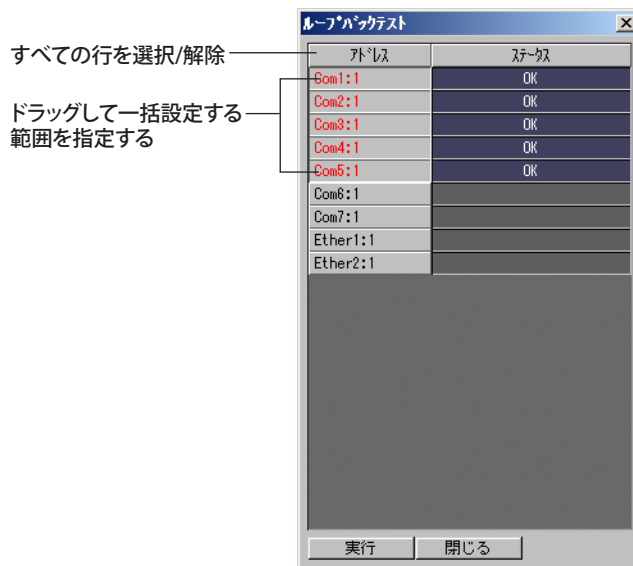 ループバックテスト
すべての行を選択/解除
アドレス ステータス
Com1:1 OK
ドラッグして一括設定する
範囲を指定する
Com2:1 OK
Com3:1 OK
Com4:1 OK
Com5:1 OK
Com6:1
Com7:1
Ether1:1
Ether2:1
実行 閉じる